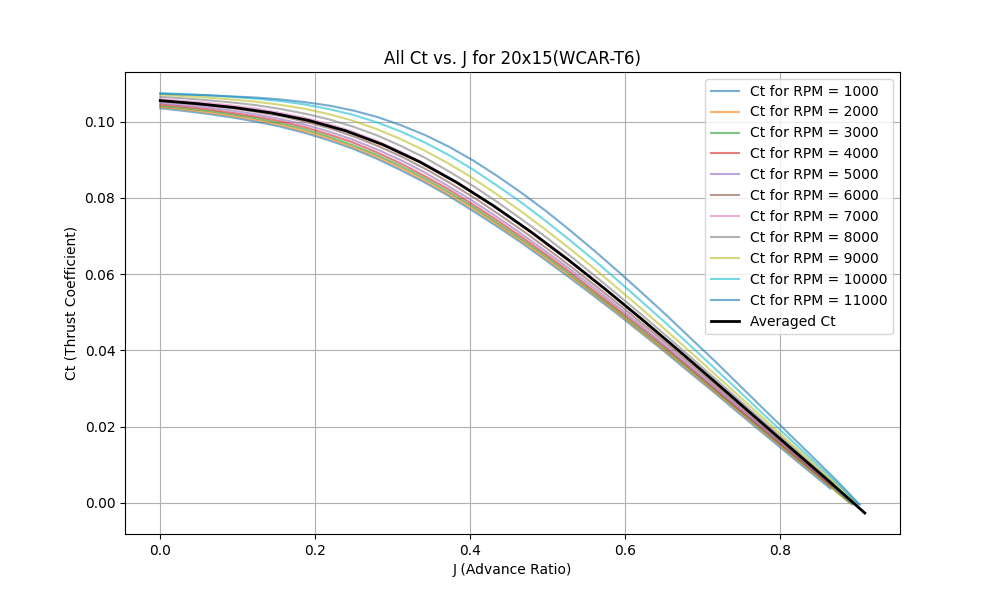 All Ct vs. J for 20x15(WCAR-T6)
Ct (Thrust Coefficient)
0.10
0.08
0.06
0.04
0.02
0.00
0.0
0.2
0.4
0.6
0.8
J (Advance Ratio)
Ct for RPM = 1000
Ct for RPM = 2000
Ct for RPM = 3000
Ct for RPM = 4000
Ct for RPM = 5000
Ct for RPM = 6000
Ct for RPM = 7000
Ct for RPM = 8000
Ct for RPM = 9000
Ct for RPM = 10000
Ct for RPM = 11000
Averaged Ct